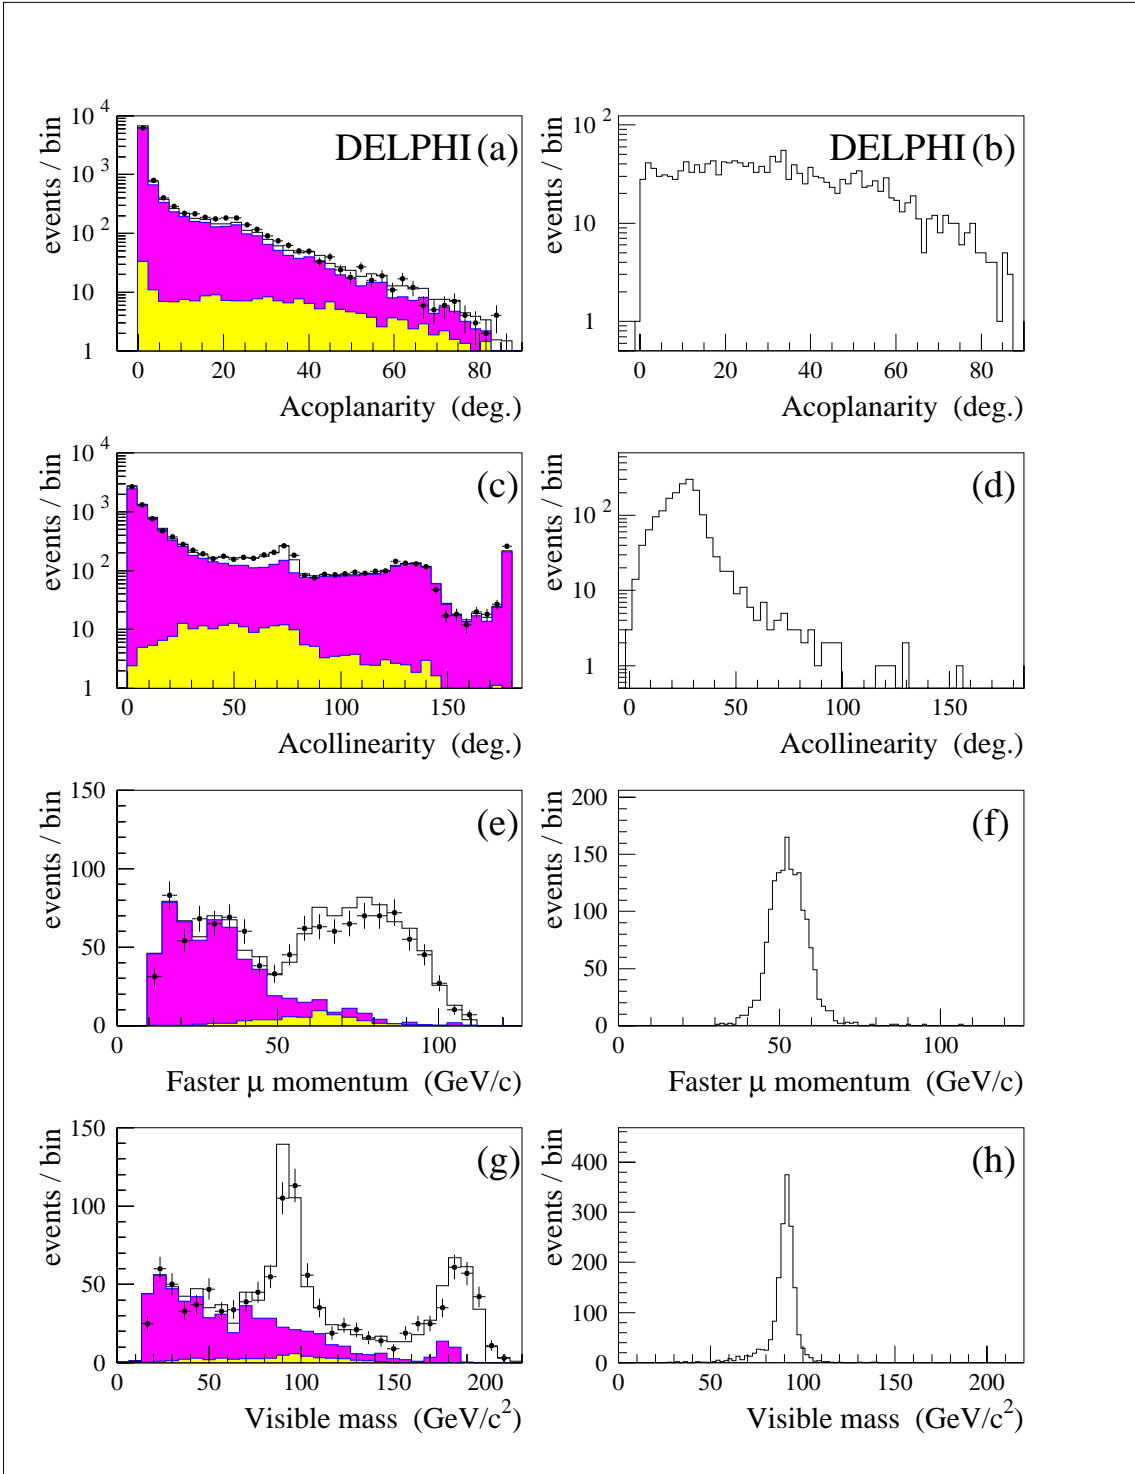 DELPHI (a)
events / bin
10^4
10^3
10^2
10
1
0 20 40 60 80
Acoplanarity (deg.)
DELPHI (b)
events / bin
10^2
10
1
0 20 40 60 80
Acoplanarity (deg.)
(c)
events / bin
10^4
10^3
10^2
10
1
0 50 100 150
Acollinearity (deg.)
(d)
events / bin
10^2
10
1
0 50 100 150
Acollinearity (deg.)
(e)
events / bin
150
100
50
0
0 50 100
Faster μ momentum (GeV/c)
(f)
events / bin
200
150
100
50
0
0 50 100
Faster μ momentum (GeV/c)
(g)
events / bin
150
100
50
0
0 50 100 150 200
Visible mass (GeV/c^2)
(h)
events / bin
400
300
200
100
0
0 50 100 150 200
Visible mass (GeV/c^2)